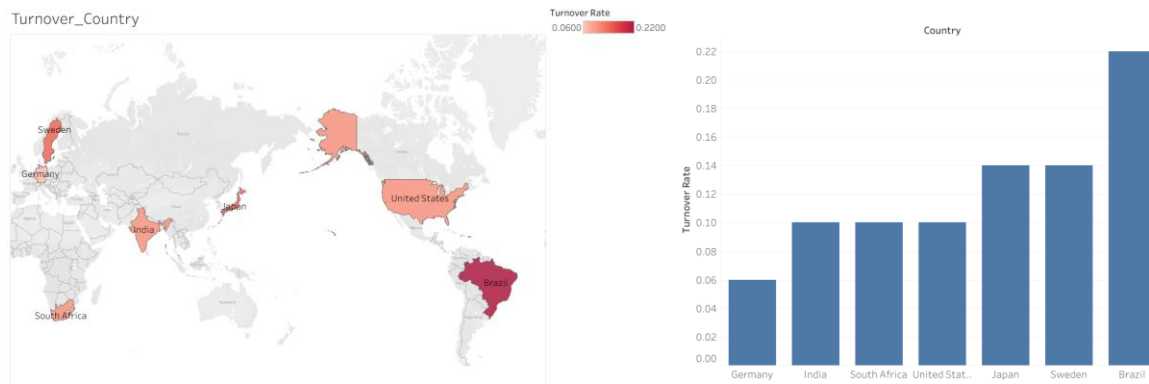 Turnover_Country
Turnover Rate
0.0600 0.2200
Sweden
Germany
Japan
India
South Africa
United States
Brazil
Country
Turnover Rate
0.22
0.20
0.18
0.16
0.14
0.12
0.10
0.08
0.06
0.04
0.02
0.00
Germany India South Africa United Stat.. Japan Sweden Brazil